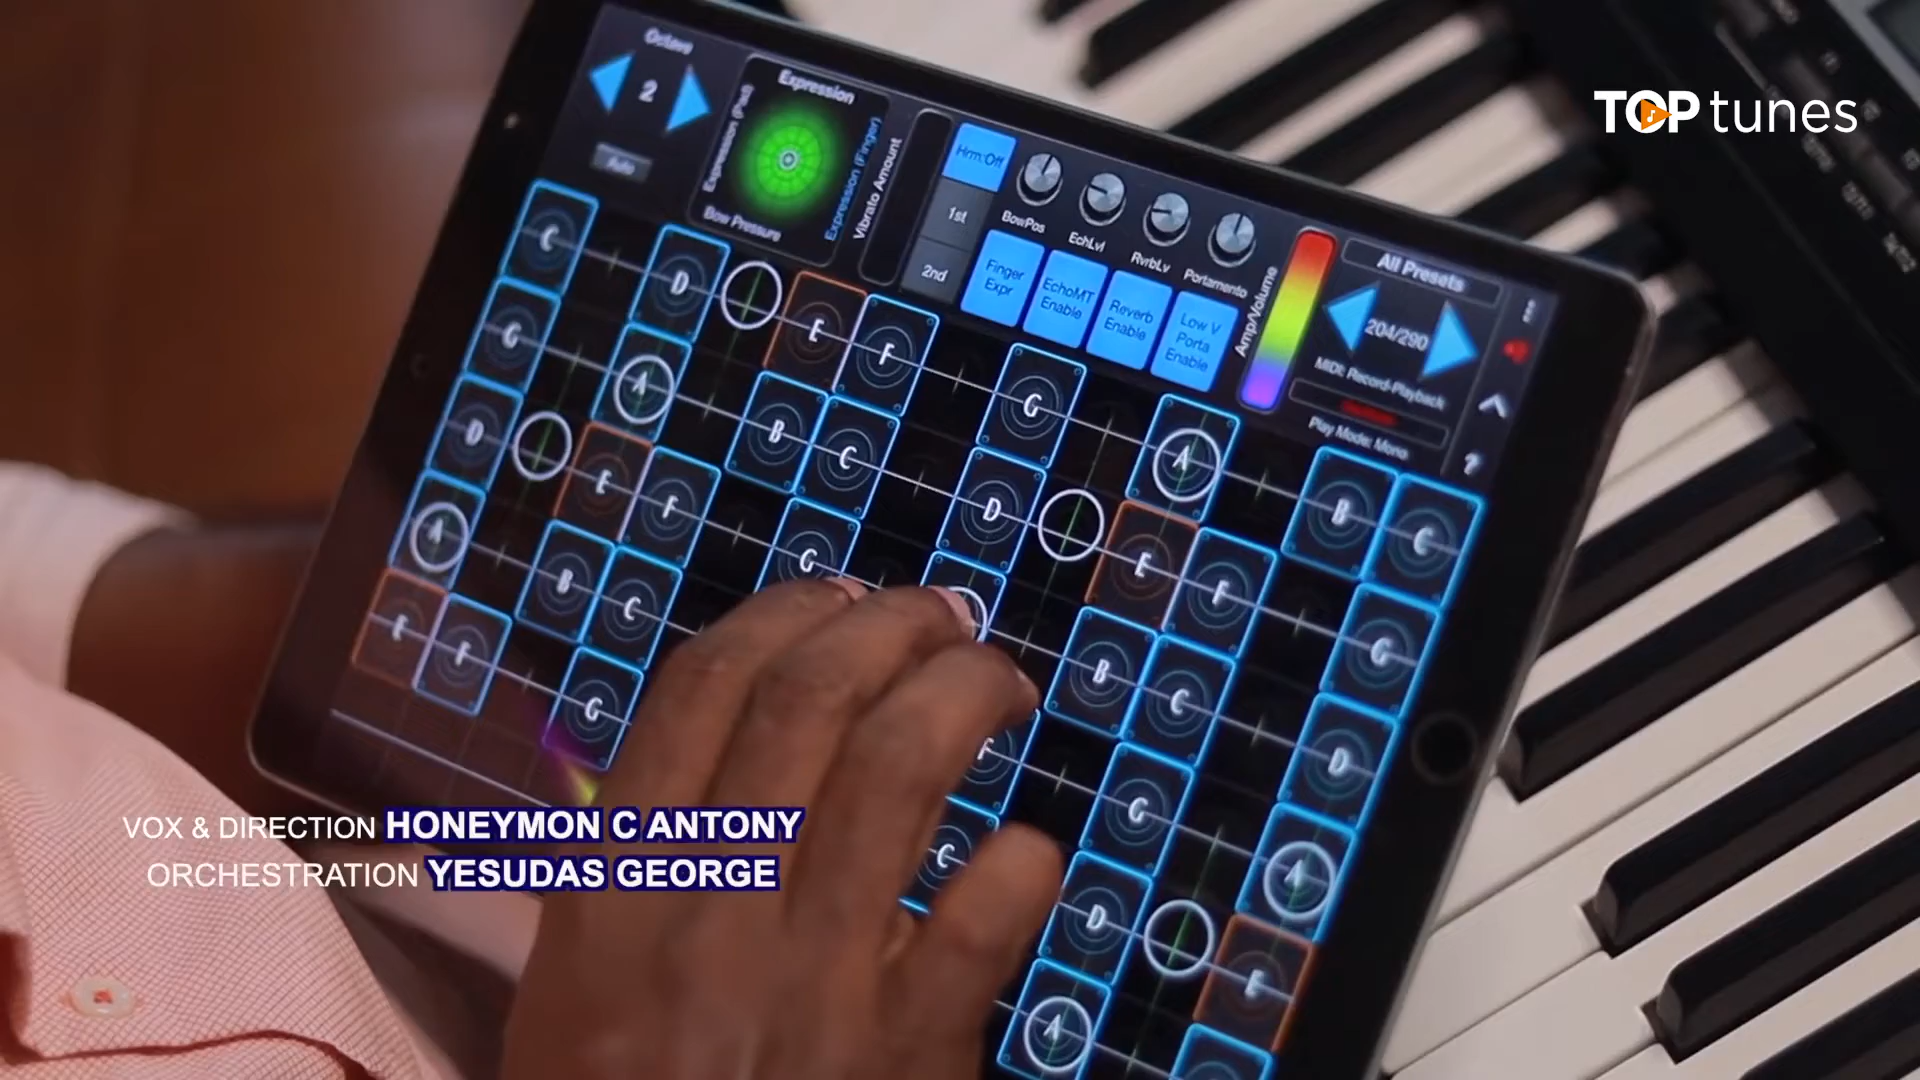 TOP tunes
Octave
2
Auto
Expression
Expression (Pad)
Expression (Finger)
Bow Pressure
Vibrato Amount
Hrm:Off
1st
2nd
BowPos
EchLvl
RvrbLv
Portamento
Finger
Expr
EchoMT
Enable
Reverb
Enable
Low V
Porta
Enable
Amp/Volume
All Presets
204/290
MIDI: Record-Playback
Play Mode: Mono
?
C D E F G A B C
G A B C D E F G
D E F G A B C D
A B C D E F G A
E F G A B C D E
VOX & DIRECTION HONEYMON C ANTONY
ORCHESTRATION YESUDAS GEORGE